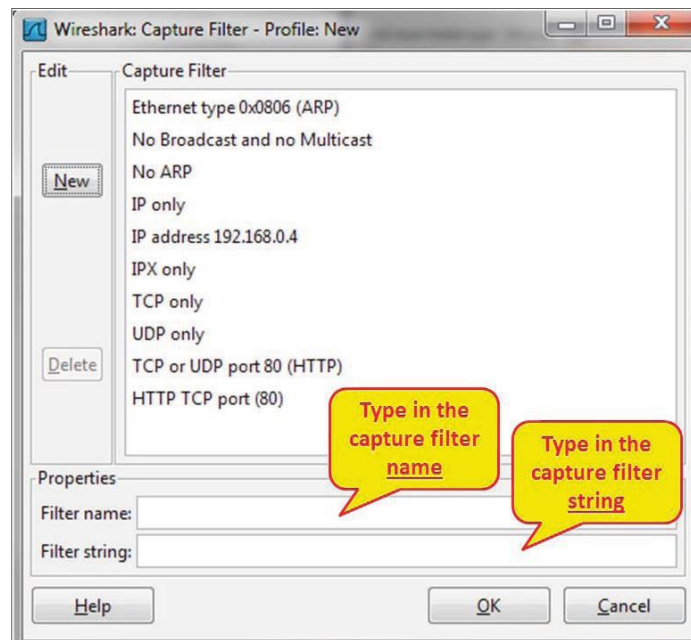 Wireshark: Capture Filter - Profile: New
Edit
Capture Filter
Ethernet type 0x0806 (ARP)
No Broadcast and no Multicast
New
No ARP
IP only
IP address 192.168.0.4
IPX only
TCP only
UDP only
Delete
TCP or UDP port 80 (HTTP)
HTTP TCP port (80)
Type in the
capture filter
name
Type in the
capture filter
string
Properties
Filter name:
Filter string:
Help
OK
Cancel